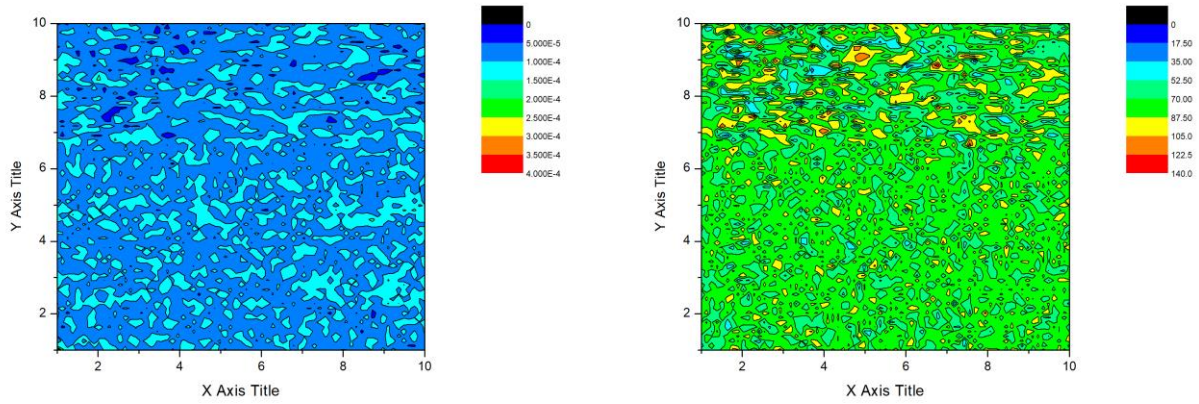 10
8
6
4
2
2 4 6 8 10
X Axis Title
Y Axis Title
0
5.000E-5
1.000E-4
1.500E-4
2.000E-4
2.500E-4
3.000E-4
3.500E-4
4.000E-4
10
8
6
4
2
2 4 6 8 10
X Axis Title
Y Axis Title
0
17.50
35.00
52.50
70.00
87.50
105.0
122.5
140.0